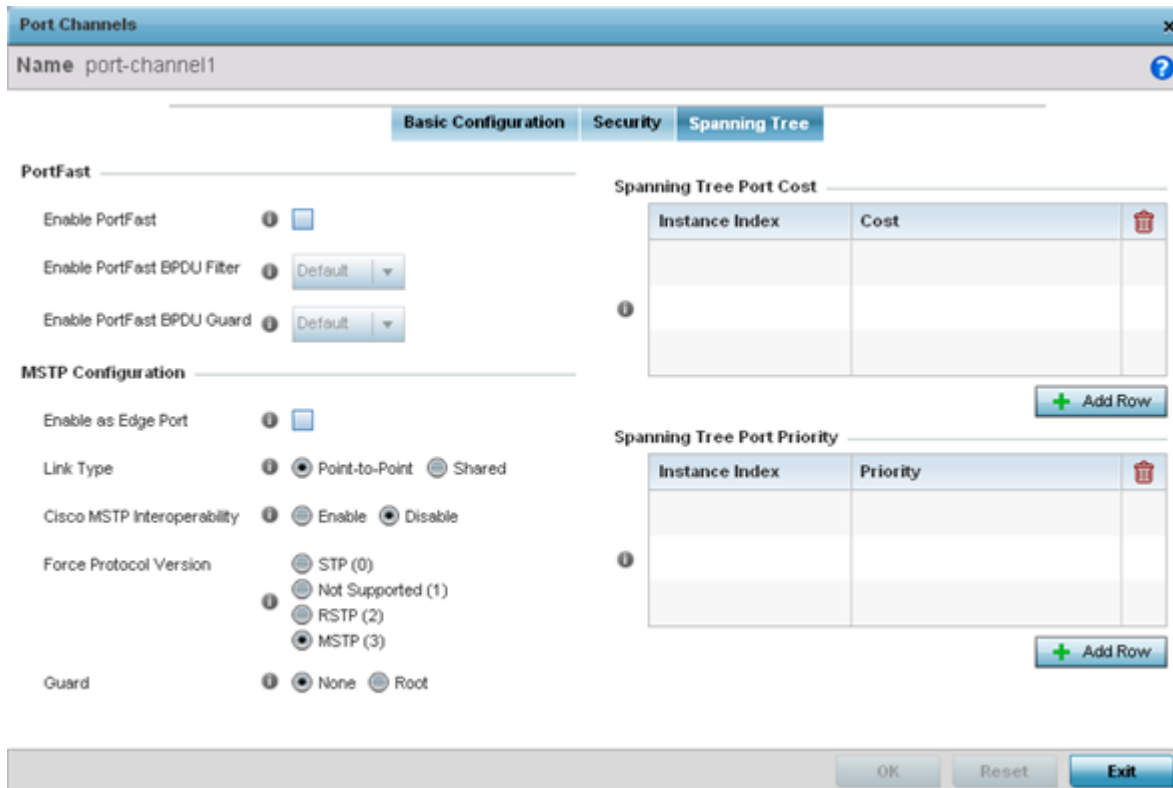 Port Channels
×
Name port-channel1
?
Basic Configuration Security Spanning Tree
PortFast
Enable PortFast
Enable PortFast BPDU Filter Default
Enable PortFast BPDU Guard Default
MSTP Configuration
Enable as Edge Port
Link Type Point-to-Point Shared
Cisco MSTP Interoperability Enable Disable
Force Protocol Version STP (0)
Not Supported (1)
RSTP (2)
MSTP (3)
Guard None Root
Spanning Tree Port Cost
Instance Index Cost
Add Row
Spanning Tree Port Priority
Instance Index Priority
Add Row
OK Reset Exit